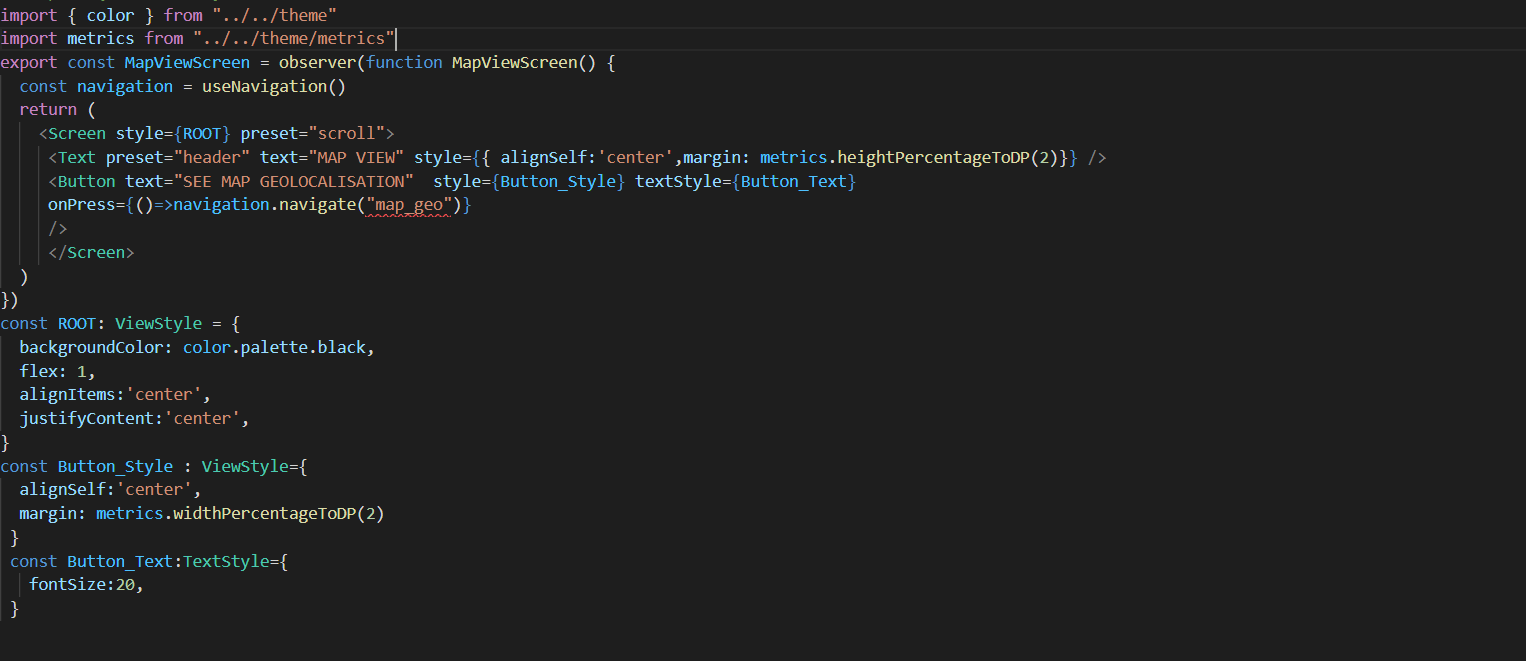 import { color } from "../../theme"
import metrics from "../../theme/metrics"
export const MapViewScreen = observer(function MapViewScreen() {
  const navigation = useNavigation()
  return (
    <Screen style={ROOT} preset="scroll">
     <Text preset="header" text="MAP VIEW" style={{ alignSelf:'center',margin: metrics.heightPercentageToDP(2)}} />
     <Button text="SEE MAP GEOLOCALISATION"  style={Button_Style} textStyle={Button_Text}
     onPress={()=>navigation.navigate("map_geo")}
     />
     </Screen>
  )
})
const ROOT: ViewStyle = {
  backgroundColor: color.palette.black,
  flex: 1,
  alignItems:'center',
  justifyContent:'center',
}
const Button_Style : ViewStyle={
  alignSelf:'center',
  margin: metrics.widthPercentageToDP(2)
 }
 const Button_Text:TextStyle={
   fontSize:20,
 }